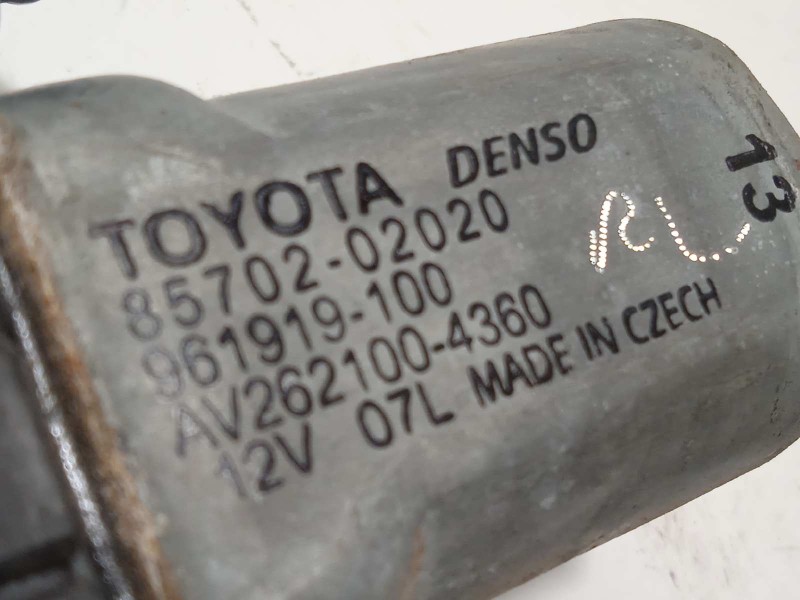 TOYOTA DENSO
85702-02020
961919-100
AV262100-4360
12V 07L MADE IN CZECH
13
RL